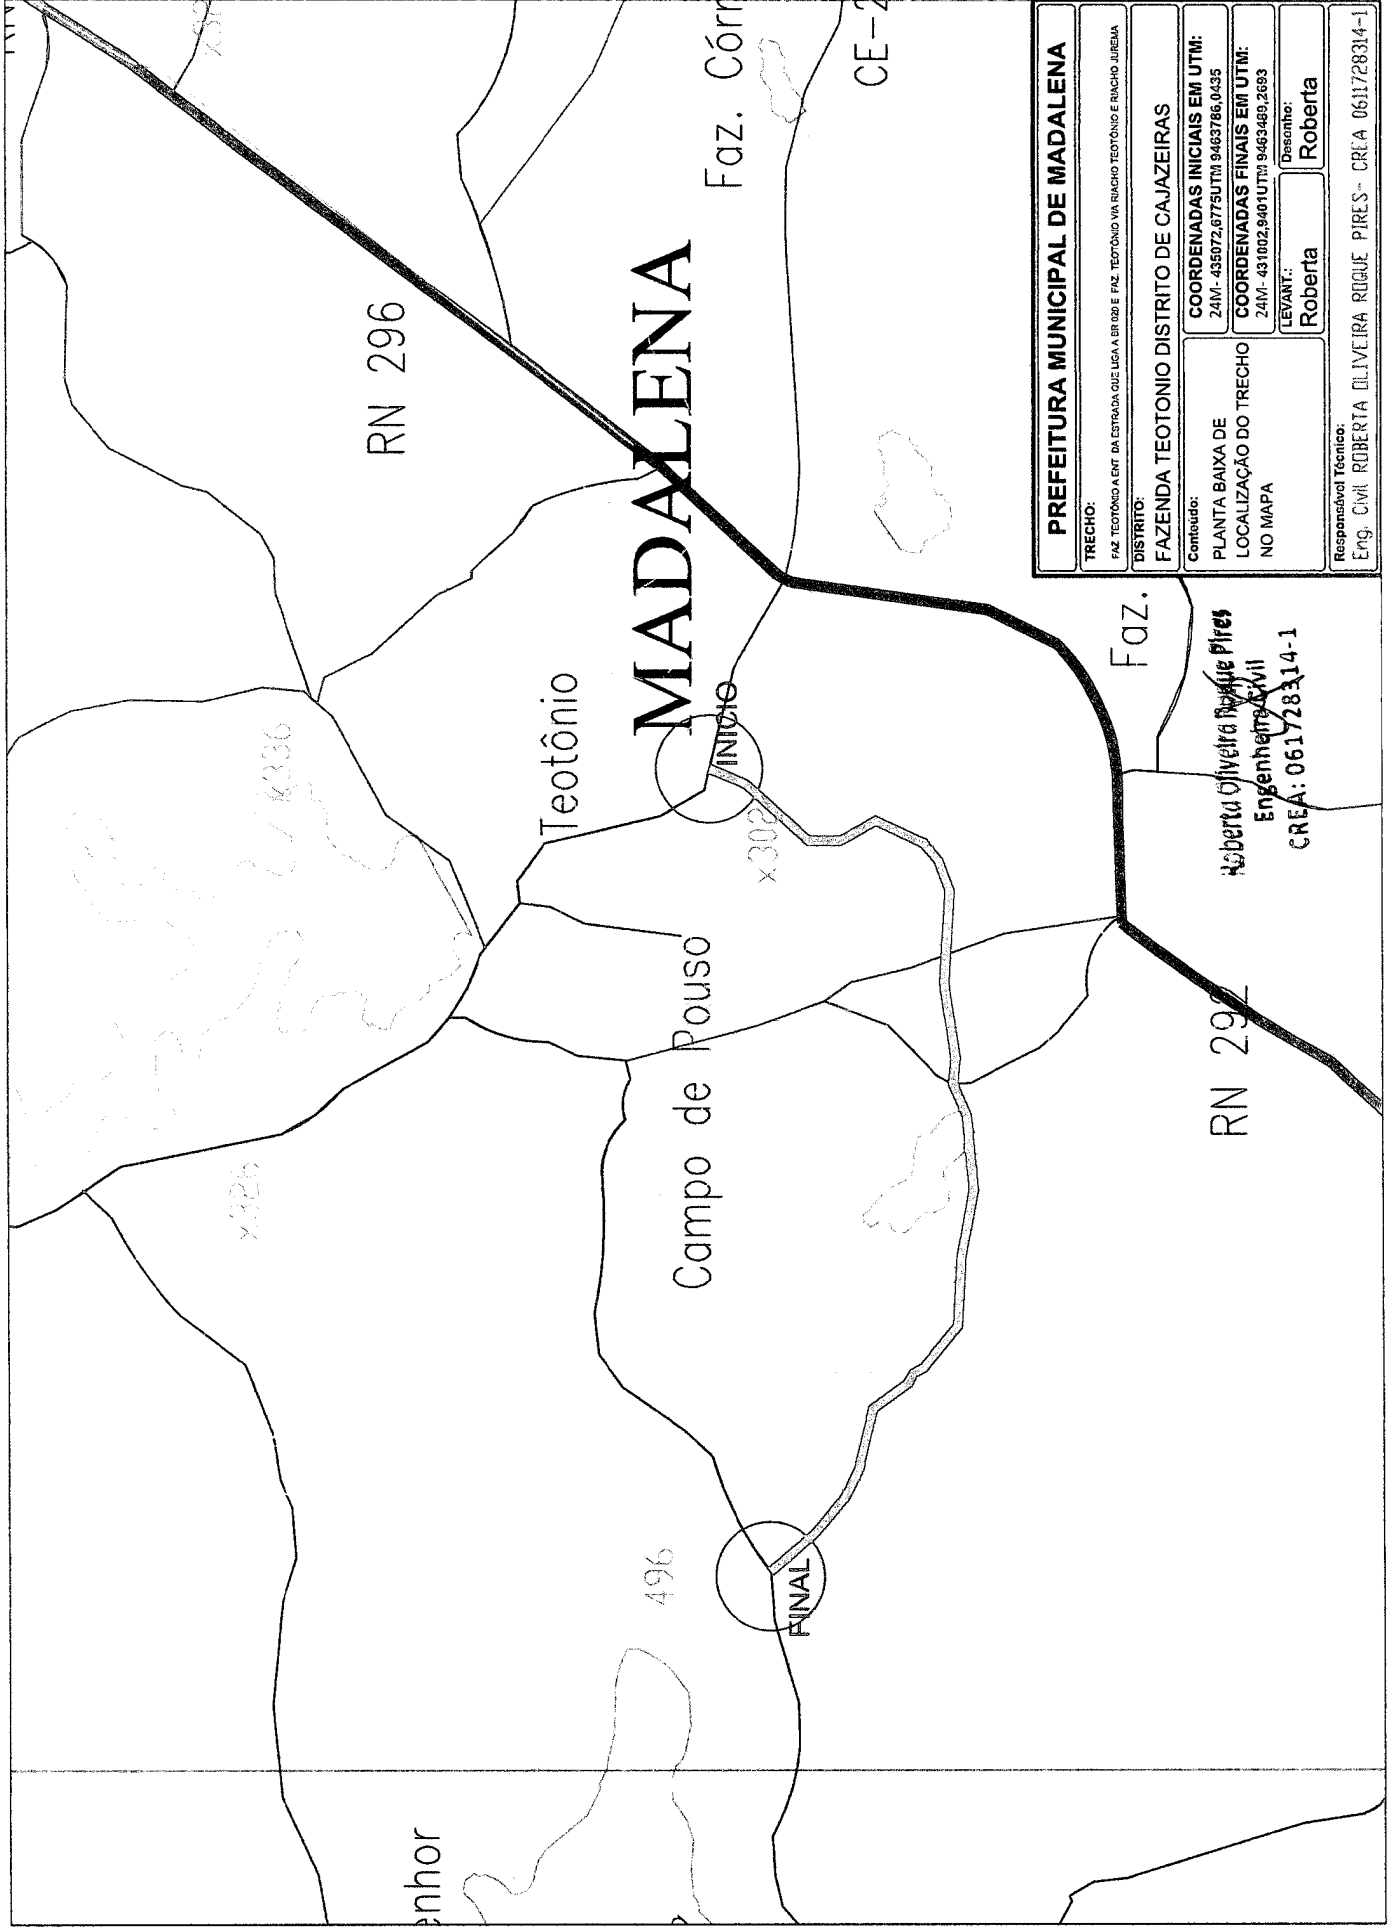 RN 296
Faz. Córr
CE-2
MADALENA
Teotônio
INÍCIO
x336
x302
x326
Campo de Pouso
496
FINAL
enhor
Faz.
RN 292
Roberta Oliveira Roque Pires
Engenheira Civil
CREA: 061728314-1
PREFEITURA MUNICIPAL DE MADALENA
TRECHO:
FAZ TEOTÔNIO A ENT DA ESTRADA QUE LIGA A BR 020 E FAZ. TEOTÔNIO VIA RIACHO TEOTÔNIO E RIACHO JUREMA
DISTRITO:
FAZENDA TEOTONIO DISTRITO DE CAJAZEIRAS
Conteúdo:
PLANTA BAIXA DE
LOCALIZAÇÃO DO TRECHO
NO MAPA
COORDENADAS INICIAIS EM UTM:
24M- 435072,6775UTM 9463786,0435
COORDENADAS FINAIS EM UTM:
24M- 431002,9401UTM 9463489,2693
LEVANT.:
Roberta
Desenho:
Roberta
Responsável Técnico:
Eng. Civil ROBERTA OLIVEIRA ROQUE PIRES- CREA 0611728314-1